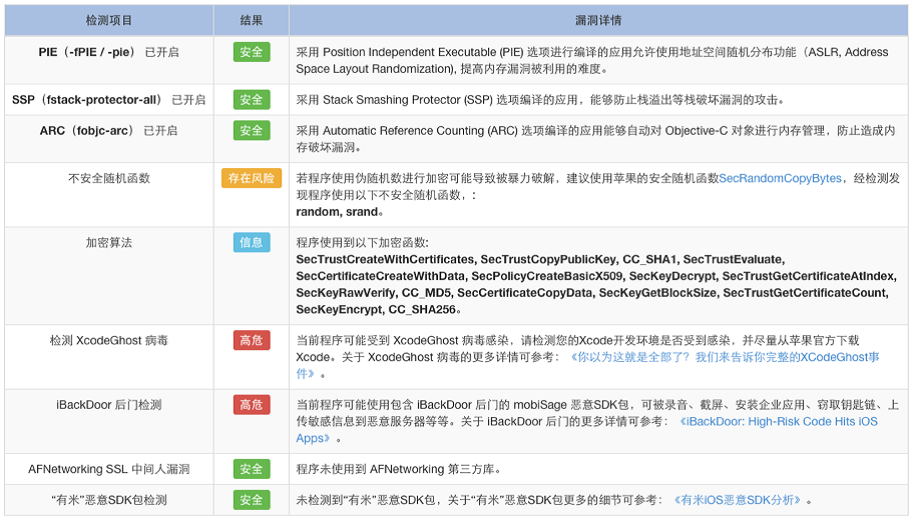 检测项目 结果 漏洞详情
PIE（-fPIE / -pie） 已开启 安全 采用 Position Independent Executable (PIE) 选项进行编译的应用允许使用地址空间随机分布功能（ASLR, Address
Space Layout Randomization), 提高内存漏洞被利用的难度。
SSP（fstack-protector-all） 已开启 安全 采用 Stack Smashing Protector (SSP) 选项编译的应用，能够防止栈溢出等栈破坏漏洞的攻击。
ARC（fobjc-arc） 已开启 安全 采用 Automatic Reference Counting (ARC) 选项编译的应用能够自动对 Objective-C 对象进行内存管理，防止造成内
存破坏漏洞。
不安全随机函数 存在风险 若程序使用伪随机数进行加密可能导致被暴力破解，建议使用苹果的安全随机函数SecRandomCopyBytes，经检测发
现程序使用以下不安全随机函数，:
random, srand。
加密算法 信息 程序使用到以下加密函数:
SecTrustCreateWithCertificates, SecTrustCopyPublicKey, CC_SHA1, SecTrustEvaluate,
SecCertificateCreateWithData, SecPolicyCreateBasicX509, SecKeyDecrypt, SecTrustGetCertificateAtIndex,
SecKeyRawVerify, CC_MD5, SecCertificateCopyData, SecKeyGetBlockSize, SecTrustGetCertificateCount,
SecKeyEncrypt, CC_SHA256。
检测 XcodeGhost 病毒 高危 当前程序可能受到 XcodeGhost 病毒感染，请检测您的Xcode开发环境是否受到感染，并尽量从苹果官方下载
Xcode。关于 XcodeGhost 病毒的更多详情可参考： 《你以为这就是全部了？我们来告诉你完整的XCodeGhost事
件》 。
iBackDoor 后门检测 高危 当前程序可能使用包含 iBackDoor 后门的 mobiSage 恶意SDK包，可被录音、截屏、安装企业应用、窃取钥匙链、上
传敏感信息到恶意服务器等等。关于 iBackDoor 后门的更多详情可参考： 《iBackDoor: High-Risk Code Hits iOS
Apps》 。
AFNetworking SSL 中间人漏洞 安全 程序未使用到 AFNetworking 第三方库。
“有米”恶意SDK包检测 安全 未检测到“有米”恶意SDK包，关于“有米”恶意SDK包更多的细节可参考： 《有米iOS恶意SDK分析》 。